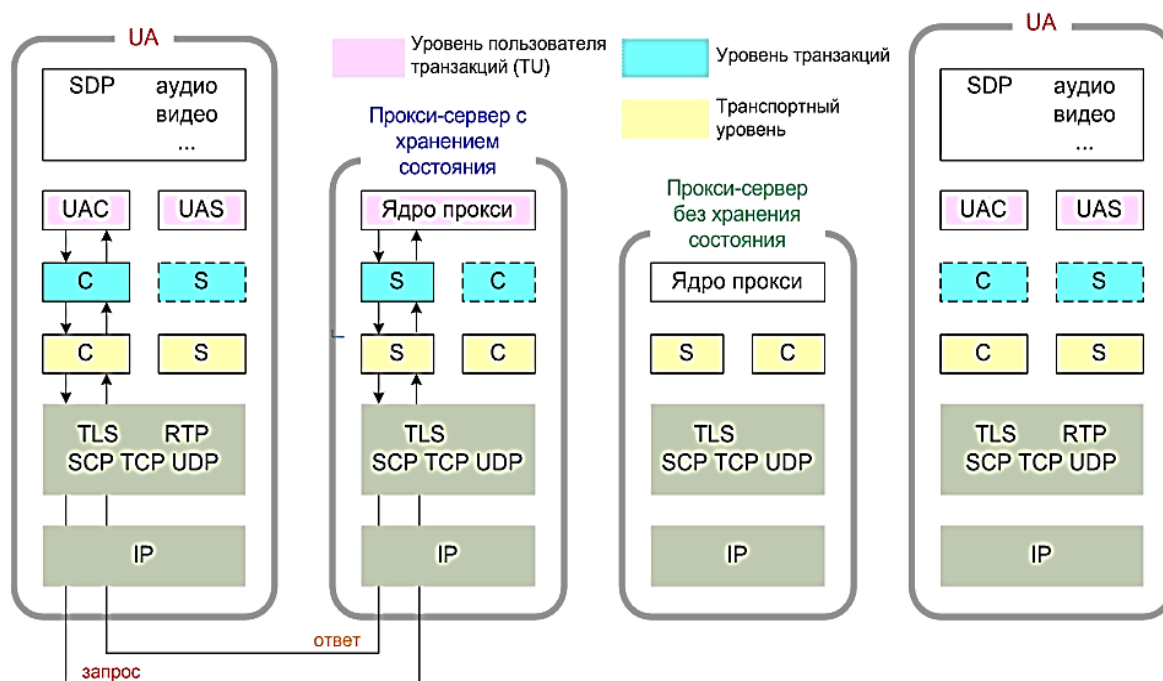 UA
SDP аудио
видео
...
UAC UAS
C S
C S
TLS RTP
SCP TCP UDP
IP
Уровень пользователя
транзакций (TU)
Уровень транзакций
Транспортный
уровень
Прокси-сервер с
хранением
состояния
Ядро прокси
S C
S C
TLS
SCP TCP UDP
IP
Прокси-сервер
без хранения
состояния
Ядро прокси
S C
TLS
SCP TCP UDP
IP
UA
SDP аудио
видео
...
UAC UAS
C S
C S
TLS RTP
SCP TCP UDP
IP
ответ
запрос